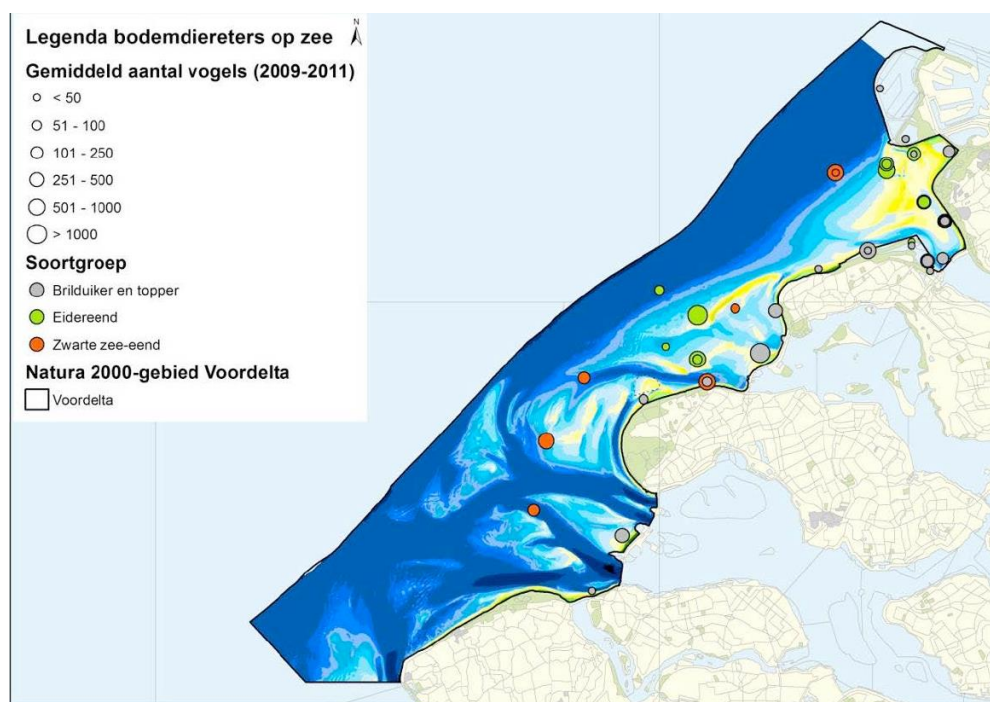 N
Legenda bodemdiereters op zee
Gemiddeld aantal vogels (2009-2011)
< 50
51 - 100
101 - 250
251 - 500
501 - 1000
> 1000
Soortgroep
Brilduiker en topper
Eidereend
Zwarte zee-eend
Natura 2000-gebied Voordelta
Voordelta